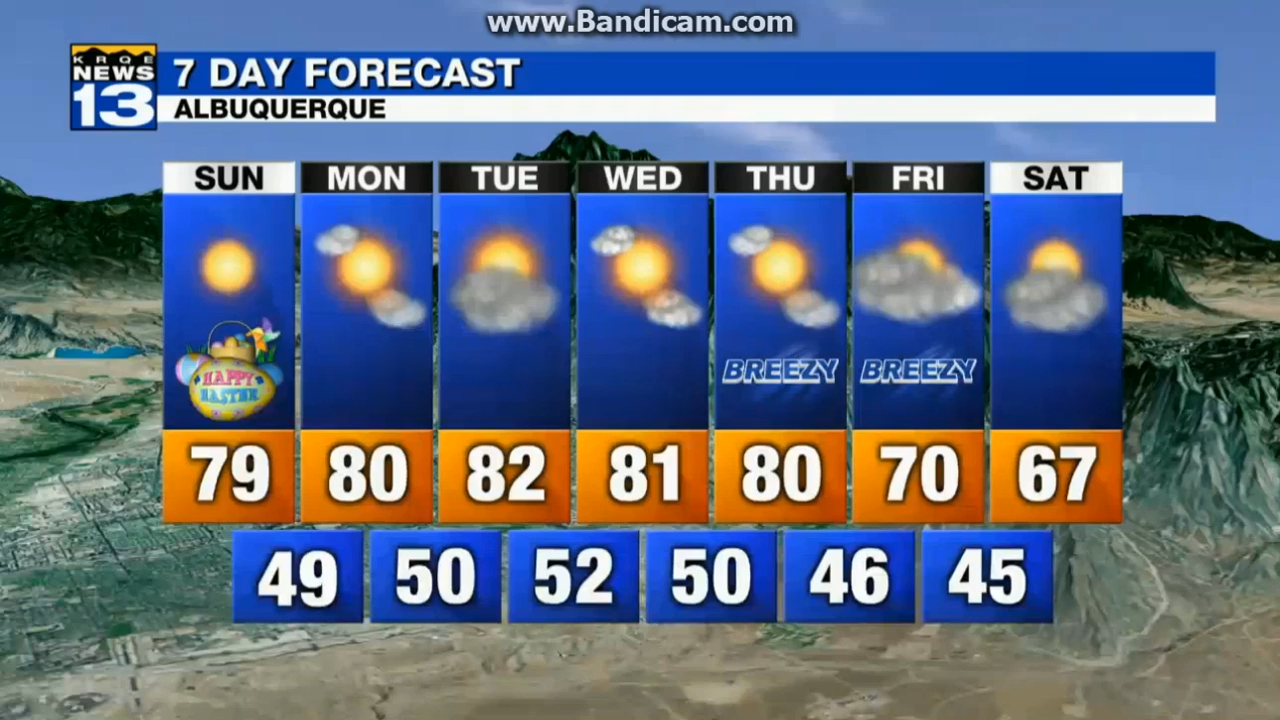 www.Bandicam.com
KRQE
NEWS
13
7 DAY FORECAST
ALBUQUERQUE
SUN MON TUE WED THU FRI SAT
HAPPY
EASTER
BREEZY BREEZY
79 80 82 81 80 70 67
49 50 52 50 46 45